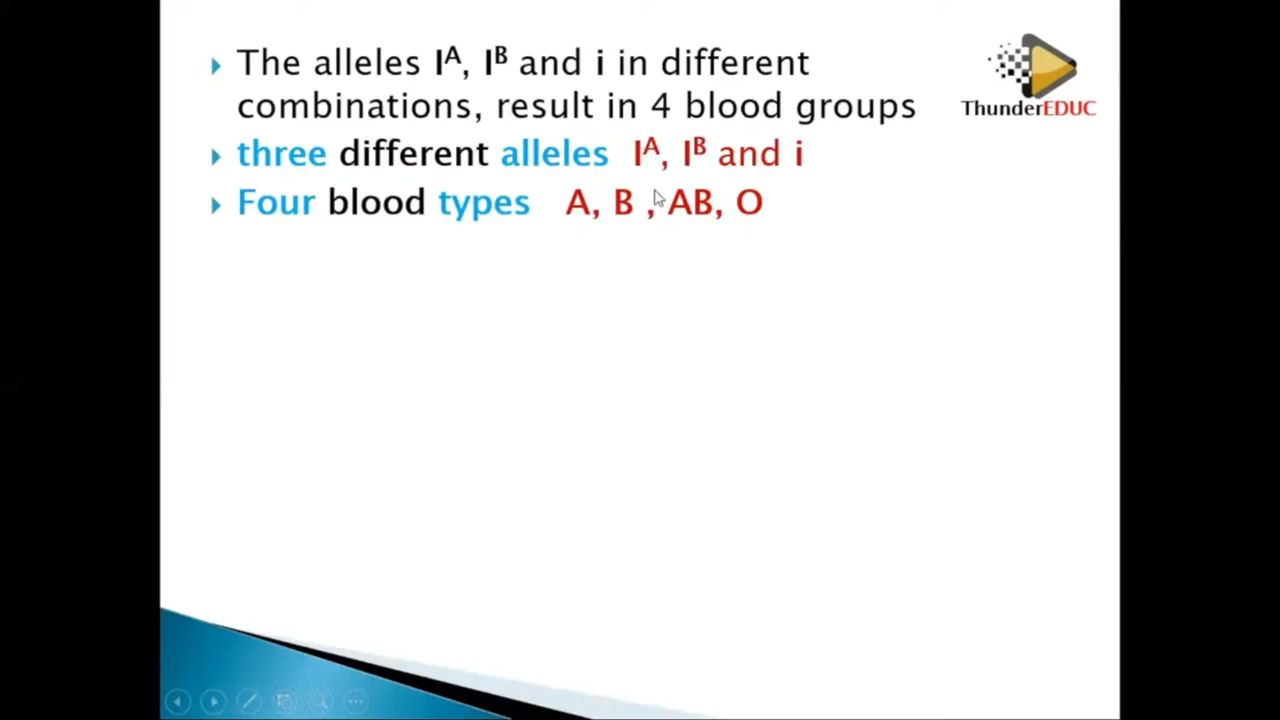 The alleles Iᴬ, Iᴮ and i in different
combinations, result in 4 blood groups
three different alleles Iᴬ, Iᴮ and i
Four blood types A, B , AB, O
ThunderEDUC